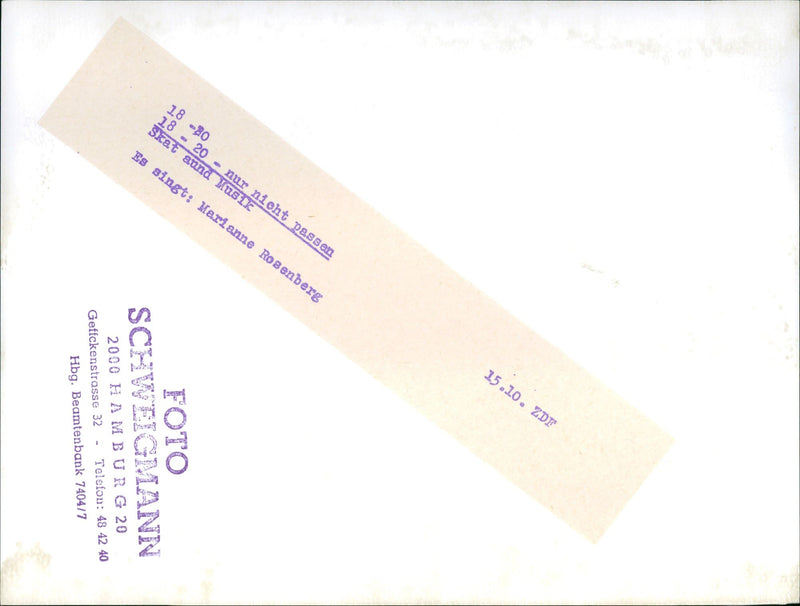 18 -20
18 - 20 - nur nicht passen
Skat aund Musik
Es singt: Marianne Rosenberg
15.10. ZDF
FOTO
SCHWEIGMANN
2000 HAMBURG 20
Geffckenstrasse 32 - Telefon: 48 42 40
Hbg. Beamtenbank 7404/7